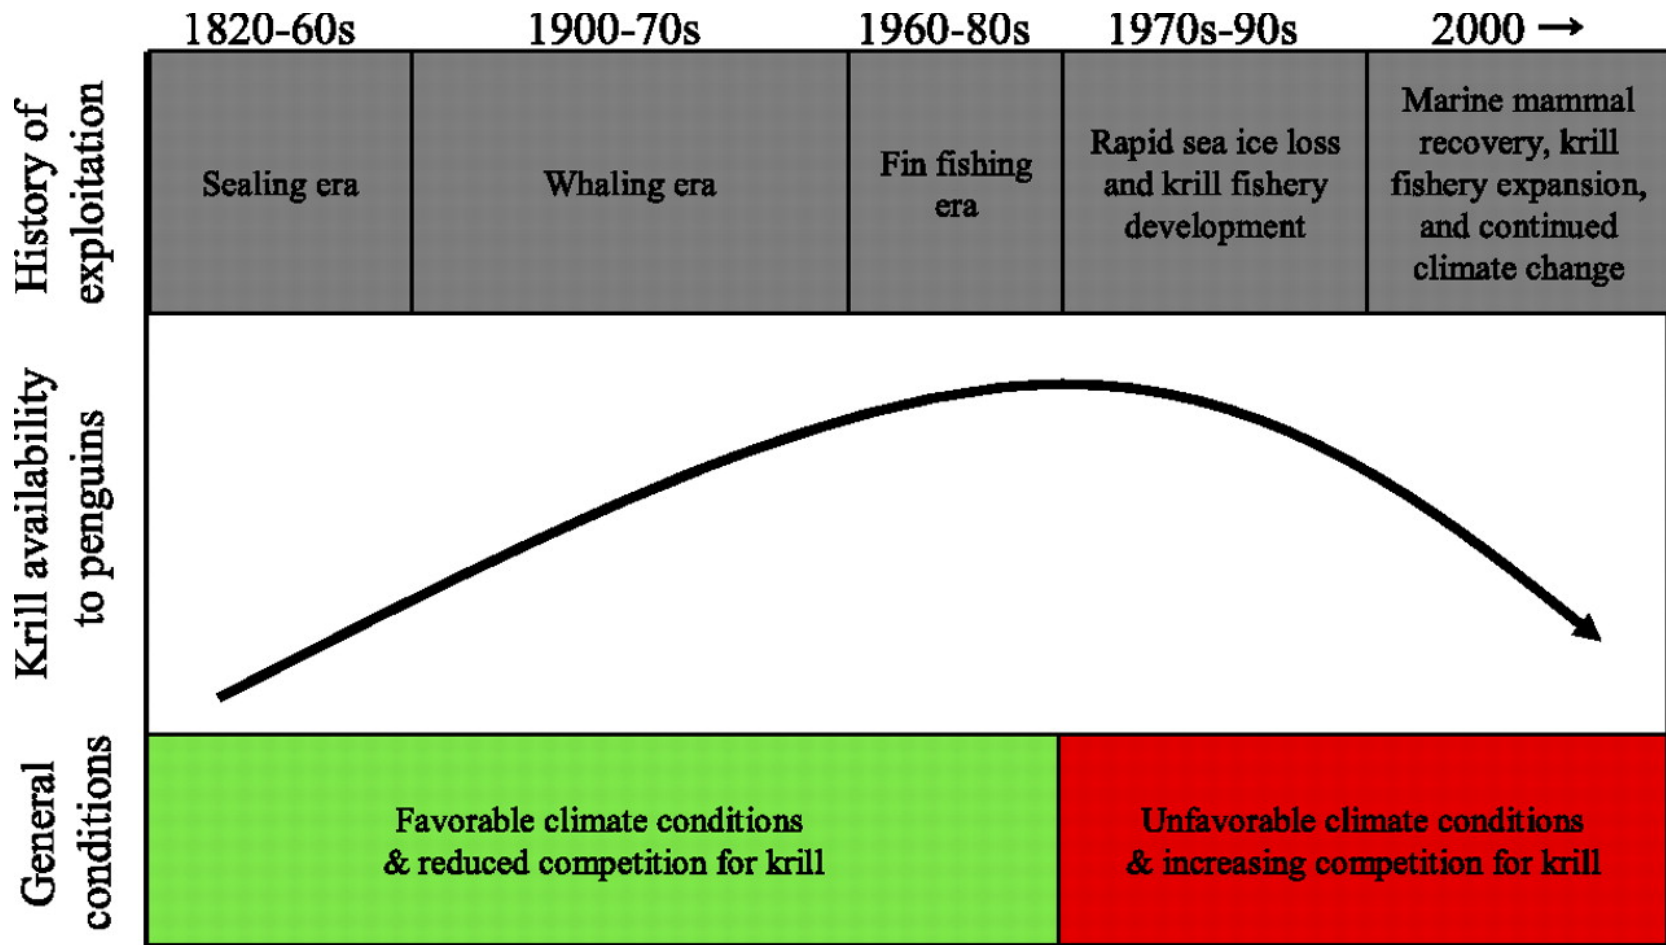 1820-60s
1900-70s
1960-80s
1970s-90s
2000 →
History of
exploitation
Sealing era
Whaling era
Fin fishing
era
Rapid sea ice loss
and krill fishery
development
Marine mammal
recovery, krill
fishery expansion,
and continued
climate change
Krill availability
to penguins
General
conditions
Favorable climate conditions
& reduced competition for krill
Unfavorable climate conditions
& increasing competition for krill